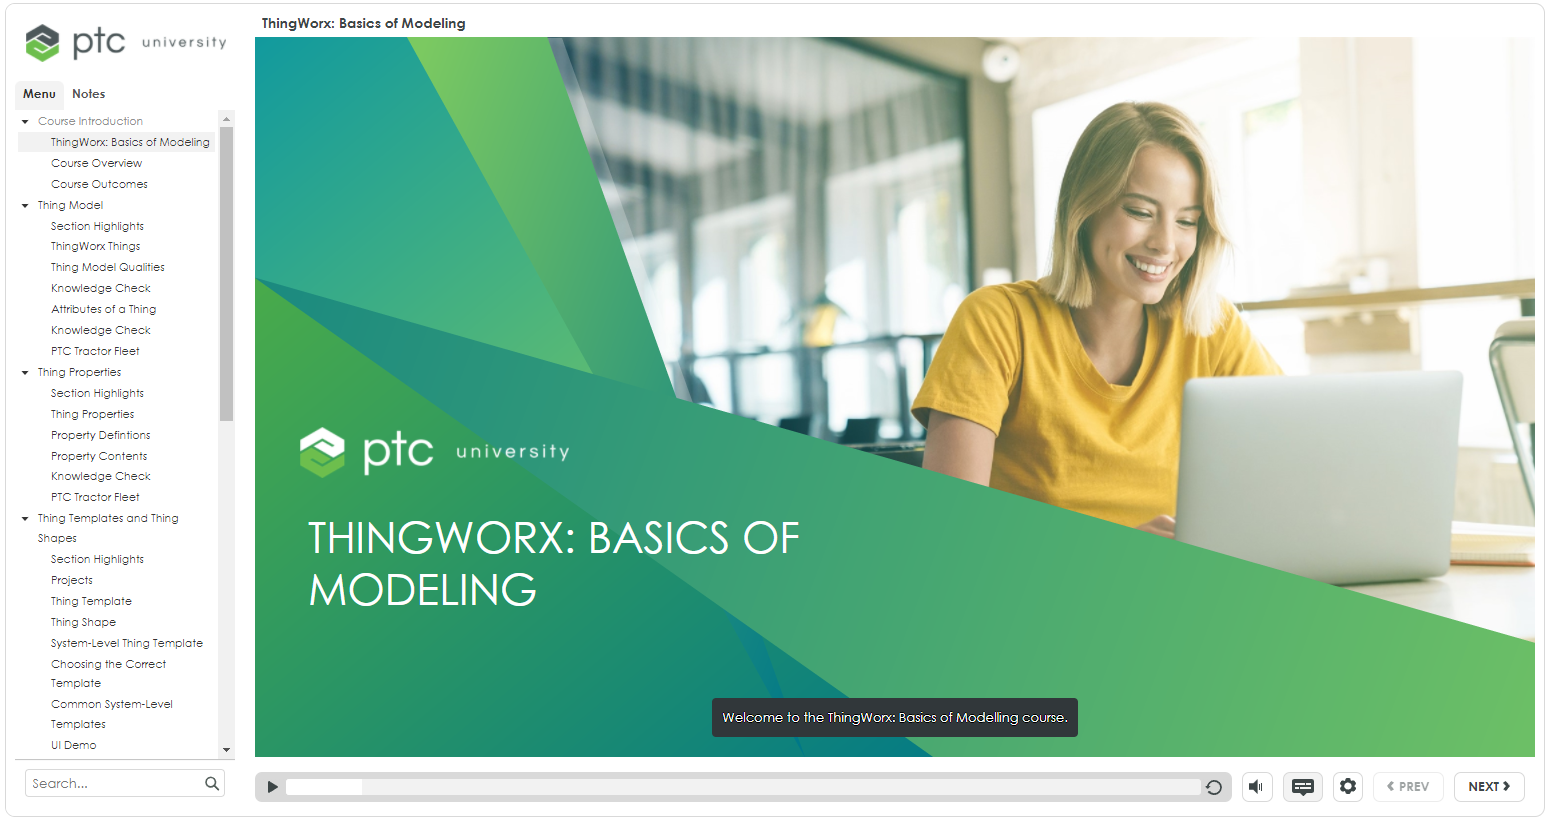 ptc university
ThingWorx: Basics of Modeling
Menu
Notes
Course Introduction
ThingWorx: Basics of Modeling
Course Overview
Course Outcomes
Thing Model
Section Highlights
ThingWorx Things
Thing Model Qualities
Knowledge Check
Attributes of a Thing
Knowledge Check
PTC Tractor Fleet
Thing Properties
Section Highlights
Thing Properties
Property Defintions
Property Contents
Knowledge Check
PTC Tractor Fleet
Thing Templates and Thing
Shapes
Section Highlights
Projects
Thing Template
Thing Shape
System-Level Thing Template
Choosing the Correct
Template
Common System-Level
Templates
UI Demo
Search...
ptc university
THINGWORX: BASICS OF
MODELING
Welcome to the ThingWorx: Basics of Modelling course.
PREV
NEXT